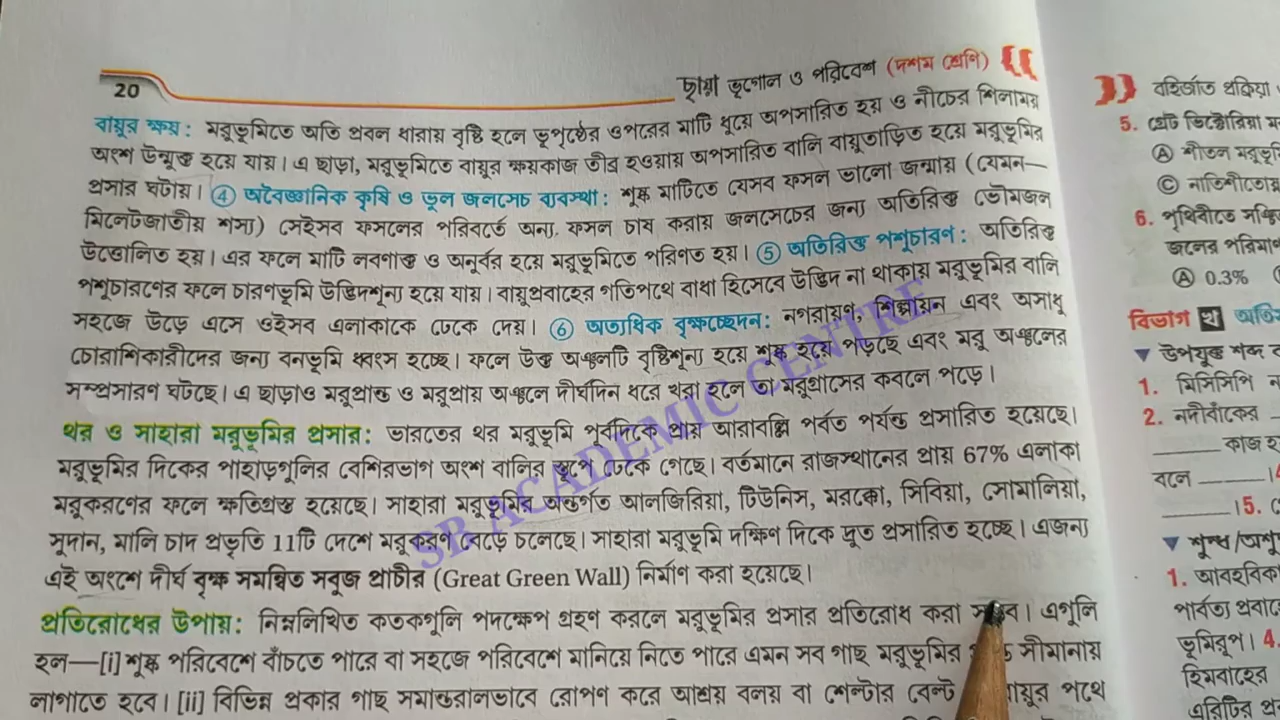 20
ছায়া ভূগোল ও পরিবেশ (দশম শ্রেণি)
বায়ুর ক্ষয়: মরুভূমিতে অতি প্রবল ধারায় বৃষ্টি হলে ভূপৃষ্ঠের ওপরের মাটি ধুয়ে অপসারিত হয় ও নীচের শিলাময়
অংশ উন্মুক্ত হয়ে যায়। এ ছাড়া, মরুভূমিতে বায়ুর ক্ষয়কাজ তীব্র হওয়ায় অপসারিত বালি বায়ুতাড়িত হয়ে মরুভূমির
প্রসার ঘটায়। ④ অবৈজ্ঞানিক কৃষি ও ভুল জলসেচ ব্যবস্থা: শুষ্ক মাটিতে যেসব ফসল ভালো জন্মায় (যেমন—
মিলেটজাতীয় শস্য) সেইসব ফসলের পরিবর্তে অন্য ফসল চাষ করায় জলসেচের জন্য অতিরিক্ত ভৌমজল
উত্তোলিত হয়। এর ফলে মাটি লবণাক্ত ও অনুর্বর হয়ে মরুভূমিতে পরিণত হয়। ⑤ অতিরিক্ত পশুচারণ: অতিরিক্ত
পশুচারণের ফলে চারণভূমি উদ্ভিদশূন্য হয়ে যায়। বায়ুপ্রবাহের গতিপথে বাধা হিসেবে উদ্ভিদ না থাকায় মরুভূমির বালি
সহজে উড়ে এসে ওইসব এলাকাকে ঢেকে দেয়। ⑥ অত্যধিক বৃক্ষচ্ছেদন: নগরায়ণ, শিল্পায়ন এবং অসাধু
চোরাশিকারীদের জন্য বনভূমি ধ্বংস হচ্ছে। ফলে উক্ত অঞ্চলটি বৃষ্টিশূন্য হয়ে শুষ্ক হয়ে পড়ছে এবং মরু অঞ্চলের
সম্প্রসারণ ঘটছে। এ ছাড়াও মরুপ্রান্ত ও মরুপ্রায় অঞ্চলে দীর্ঘদিন ধরে খরা হলে তা মরুগ্রাসের কবলে পড়ে।
থর ও সাহারা মরুভূমির প্রসার: ভারতের থর মরুভূমি পূর্বদিকে প্রায় আরাবল্লি পর্বত পর্যন্ত প্রসারিত হয়েছে।
মরুভূমির দিকের পাহাড়গুলির বেশিরভাগ অংশ বালির স্তূপে ঢেকে গেছে। বর্তমানে রাজস্থানের প্রায় 67% এলাকা
মরুকরণের ফলে ক্ষতিগ্রস্ত হয়েছে। সাহারা মরুভূমির অন্তর্গত আলজিরিয়া, টিউনিস, মরক্কো, সিবিয়া, সোমালিয়া,
সুদান, মালি চাদ প্রভৃতি 11টি দেশে মরুকরণ বেড়ে চলেছে। সাহারা মরুভূমি দক্ষিণ দিকে দ্রুত প্রসারিত হচ্ছে। এজন্য
এই অংশে দীর্ঘ বৃক্ষ সমন্বিত সবুজ প্রাচীর (Great Green Wall) নির্মাণ করা হয়েছে।
প্রতিরোধের উপায়: নিম্নলিখিত কতকগুলি পদক্ষেপ গ্রহণ করলে মরুভূমির প্রসার প্রতিরোধ করা। এগুলি
হল—[i] শুষ্ক পরিবেশে বাঁচতে পারে বা সহজে পরিবেশে মানিয়ে নিতে পারে এমন সব গাছ মরুভূমির সীমানায়
লাগাতে হবে। [ii] বিভিন্ন প্রকার গাছ সমান্তরালভাবে রোপণ করে আশ্রয় বলয় বা শেল্টার বেল্ট পথে
SB ACADEMIC CENTRE
বহির্জাত প্রক্রিয়া
5. গ্রেট ভিক্টোরিয়া
Ⓐ শীতল
Ⓒ নাতিশীতোষ্ণ
6. পৃথিবীতে
জলের
Ⓐ 0.3%
বিভাগ খ
▼ উপযুক্ত শব্দ
1. মিসিসিপি
2. নদীবাঁকের
কাজ
বলে
5.
▼ শুদ্ধ/
1.
পার্বত্য
ভূমিরূপ। 4.
হিমবাহের